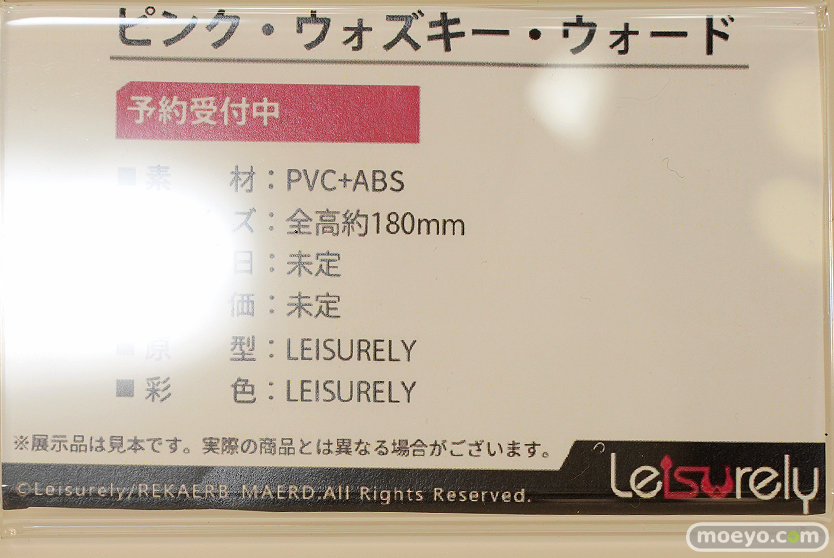 ピンク・ウォズキー・ウォード
予約受付中
■ 素 材：PVC+ABS
ズ：全高約180mm
日：未定
価：未定
■ 原 型：LEISURELY
■ 彩 色：LEISURELY
※展示品は見本です。実際の商品とは異なる場合がございます。
©Leisurely/REKAERB MAERD,All Rights Reserved.
Leisurely
moeyo.com